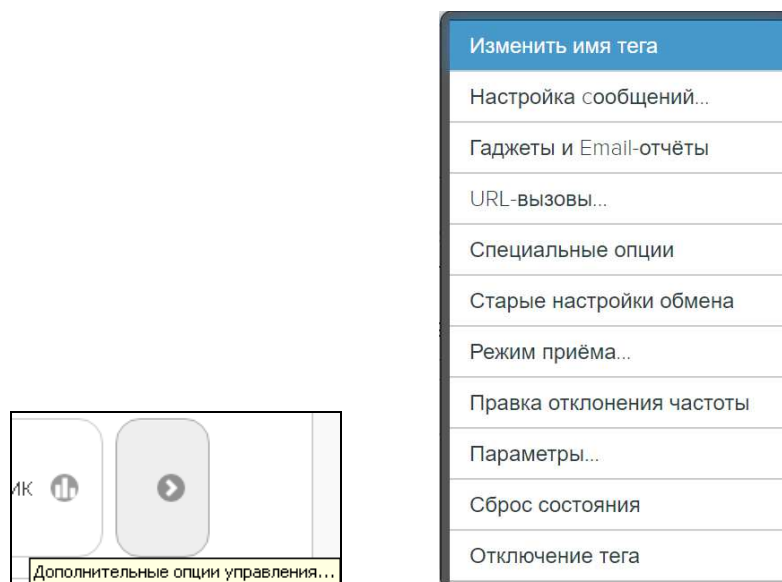 Изменить имя тега
Настройка сообщений...
Гаджеты и Email-отчёты
URL-вызовы...
Специальные опции
Старые настройки обмена
Режим приёма...
Правка отклонения частоты
Параметры...
Сброс состояния
Отключение тега
ик
Дополнительные опции управления...